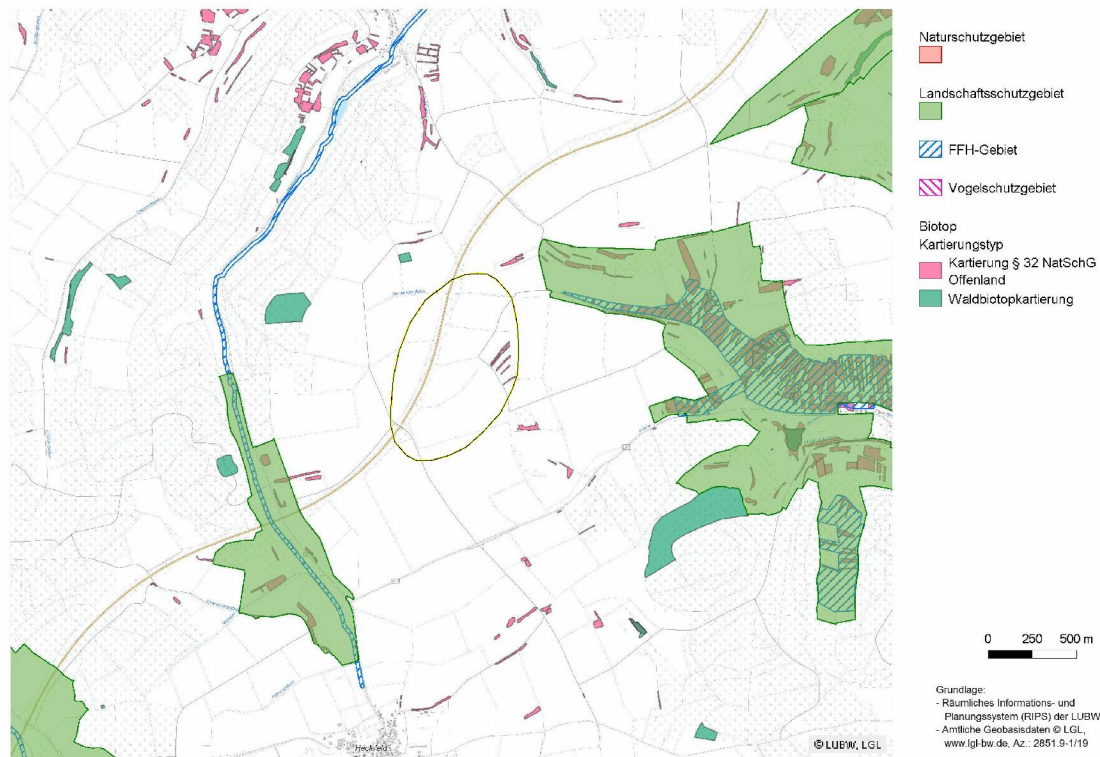 Naturschutzgebiet
Landschaftsschutzgebiet
FFH-Gebiet
Vogelschutzgebiet
Biotop
Kartierungstyp
Kartierung § 32 NatSchG
Offenland
Waldbiotopkartierung
0 250 500 m
Grundlage:
- Räumliches Informations- und
Planungssystem (RIPS) der LUBW
- Amtliche Geobasisdaten © LGL,
www.lgl-bw.de, Az.: 2851.9-1/19
Heckfeld
© LUBW, LGL